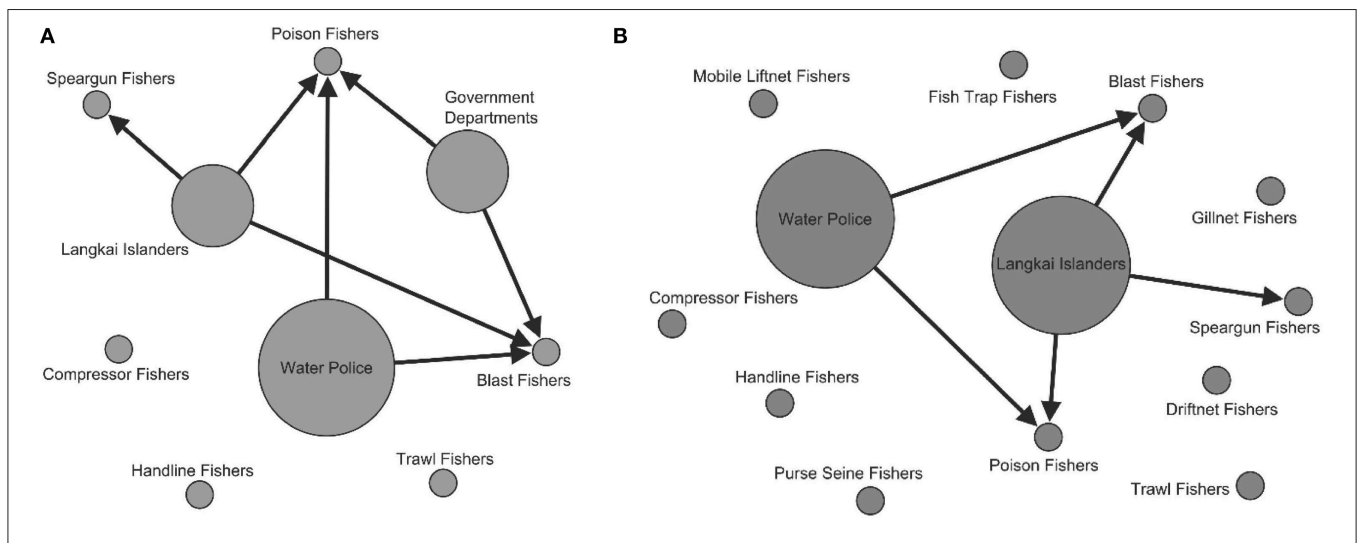 A
Poison Fishers
Speargun Fishers
Government
Departments
Langkai Islanders
Compressor Fishers
Water Police
Blast Fishers
Handline Fishers
Trawl Fishers
B
Mobile Liftnet Fishers
Fish Trap Fishers
Blast Fishers
Gillnet Fishers
Water Police
Langkai Islanders
Compressor Fishers
Speargun Fishers
Handline Fishers
Driftnet Fishers
Poison Fishers
Purse Seine Fishers
Trawl Fishers